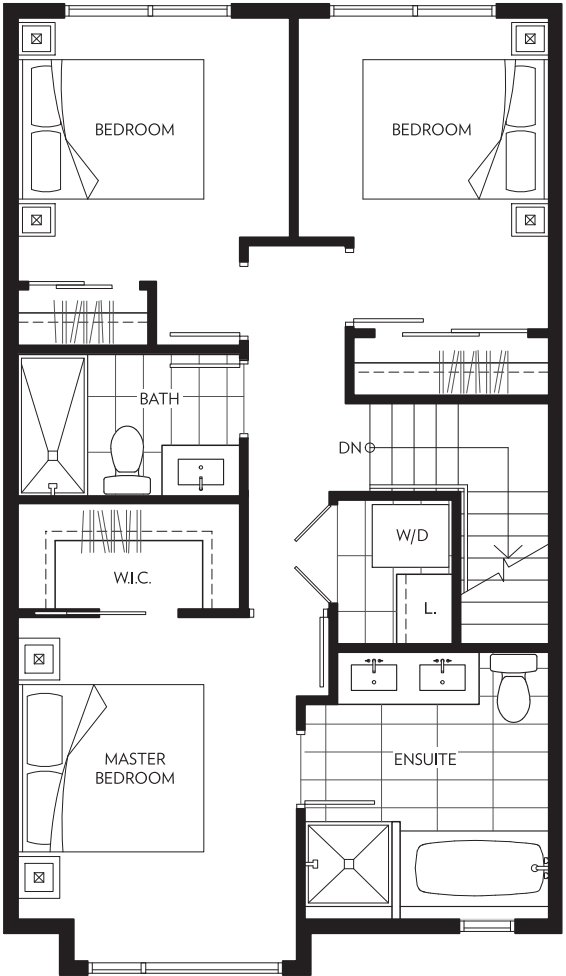 BEDROOM
BEDROOM
BATH
DN
W/D
W.I.C.
L.
MASTER
BEDROOM
ENSUITE